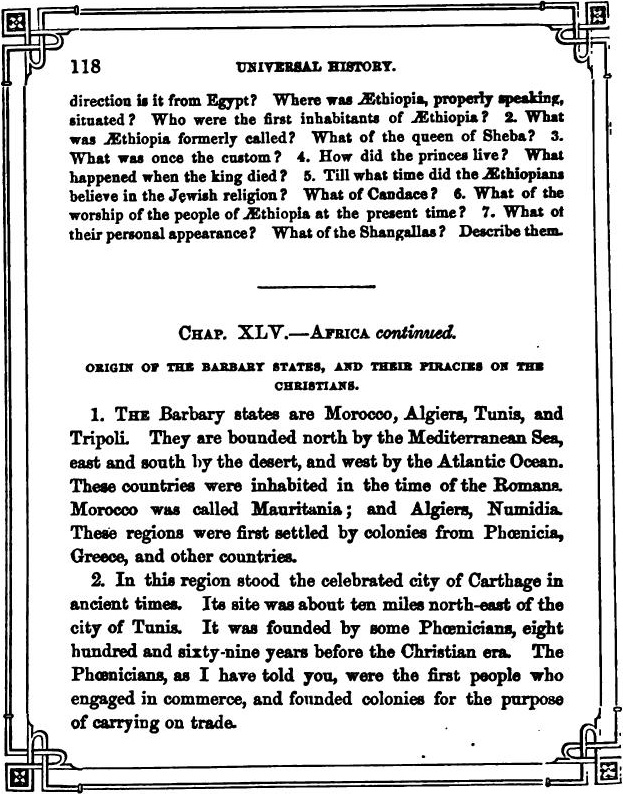 118 UNIVERSAL HISTORY.
direction is it from Egypt? Where was Æthiopia, properly speaking,
situated? Who were the first inhabitants of Æthiopia? 2. What
was Æthiopia formerly called? What of the queen of Sheba? 3.
What was once the custom? 4. How did the princes live? What
happened when the king died? 5. Till what time did the Æthiopians
believe in the Jewish religion? What of Candace? 6. What of the
worship of the people of Æthiopia at the present time? 7. What of
their personal appearance? What of the Shangallas? Describe them.
CHAP. XLV.—AFRICA continued.
ORIGIN OF THE BARBARY STATES, AND THEIR PIRACIES ON THE
CHRISTIANS.
1. THE Barbary states are Morocco, Algiers, Tunis, and
Tripoli. They are bounded north by the Mediterranean Sea,
east and south by the desert, and west by the Atlantic Ocean.
These countries were inhabited in the time of the Romans.
Morocco was called Mauritania; and Algiers, Numidia.
These regions were first settled by colonies from Phœnicia,
Greece, and other countries.
2. In this region stood the celebrated city of Carthage in
ancient times. Its site was about ten miles north-east of the
city of Tunis. It was founded by some Phœnicians, eight
hundred and sixty-nine years before the Christian era. The
Phœnicians, as I have told you, were the first people who
engaged in commerce, and founded colonies for the purpose
of carrying on trade.